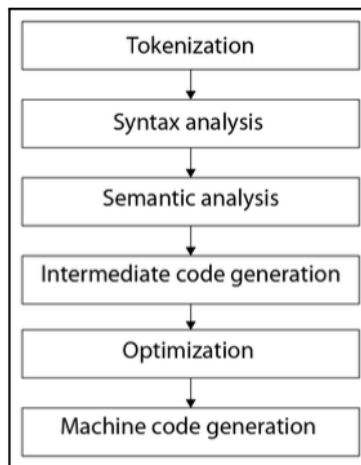 Tokenization
Syntax analysis
Semantic analysis
Intermediate code generation
Optimization
Machine code generation